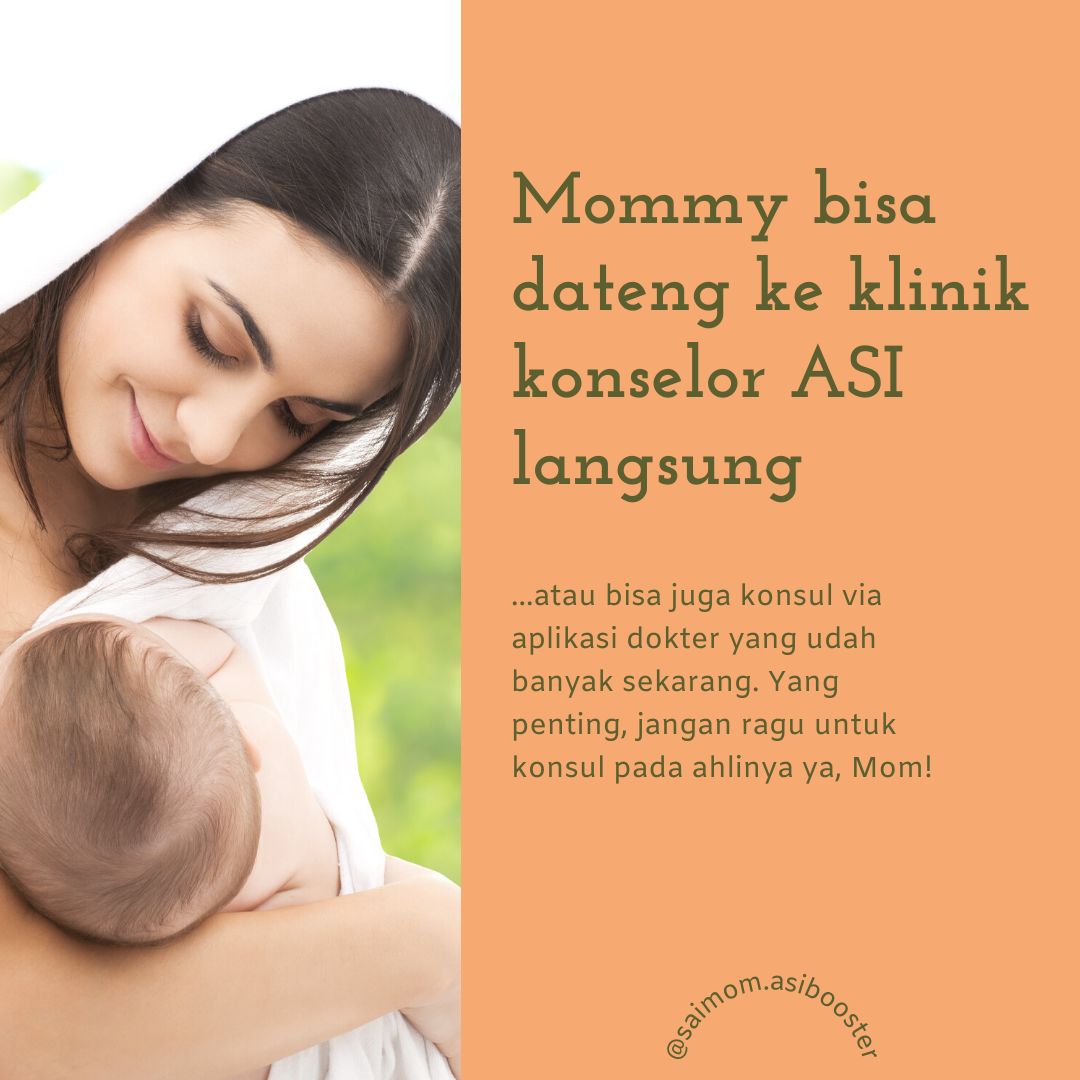 Mommy bisa
dateng ke klinik
konselor ASI
langsung
...atau bisa juga konsul via
aplikasi dokter yang udah
banyak sekarang. Yang
penting, jangan ragu untuk
konsul pada ahlinya ya, Mom!
@saimom.asibooster